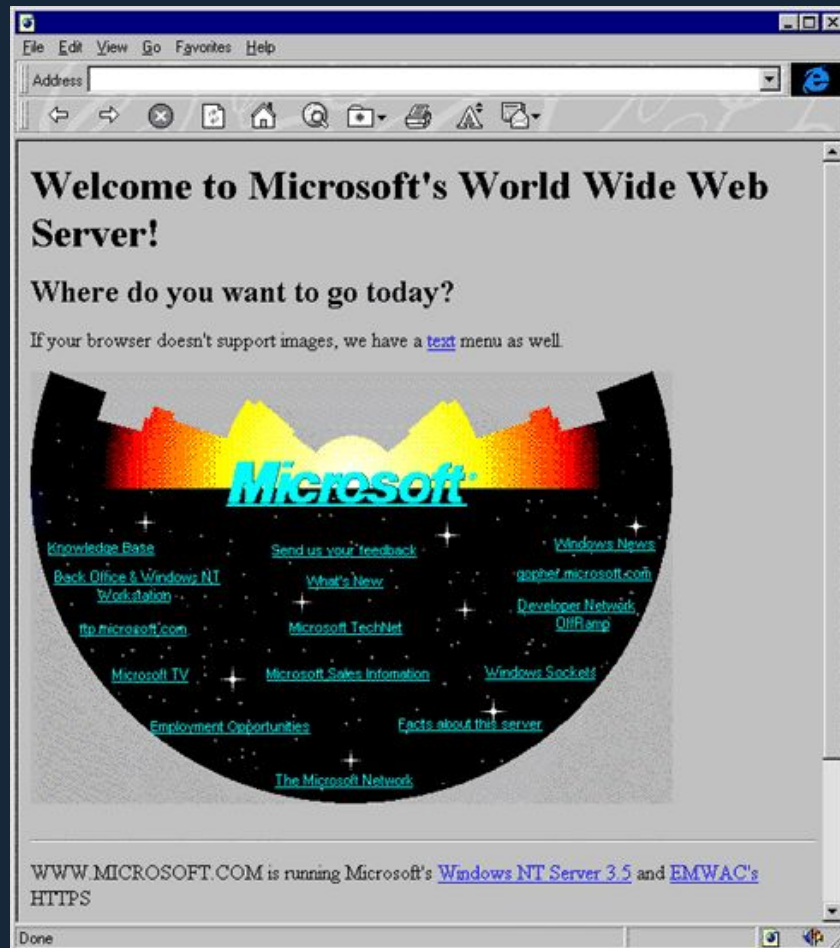 File Edit View Go Favorites Help
Address
Welcome to Microsoft's World Wide Web
Server!
Where do you want to go today?
If your browser doesn't support images, we have a text menu as well.
Microsoft
Knowledge Base
Send us your feedback
Windows News
Back Office & Windows NT
Workstation
What's New
gopher.microsoft.com
ftp.microsoft.com
Microsoft TechNet
Developer Network
OffRamp
Microsoft TV
Microsoft Sales Infomation
Windows Sockets
Employment Opportunities
Facts about this server
The Microsoft Network
WWW.MICROSOFT.COM is running Microsoft's Windows NT Server 3.5 and EMWAC's
HTTPS
Done